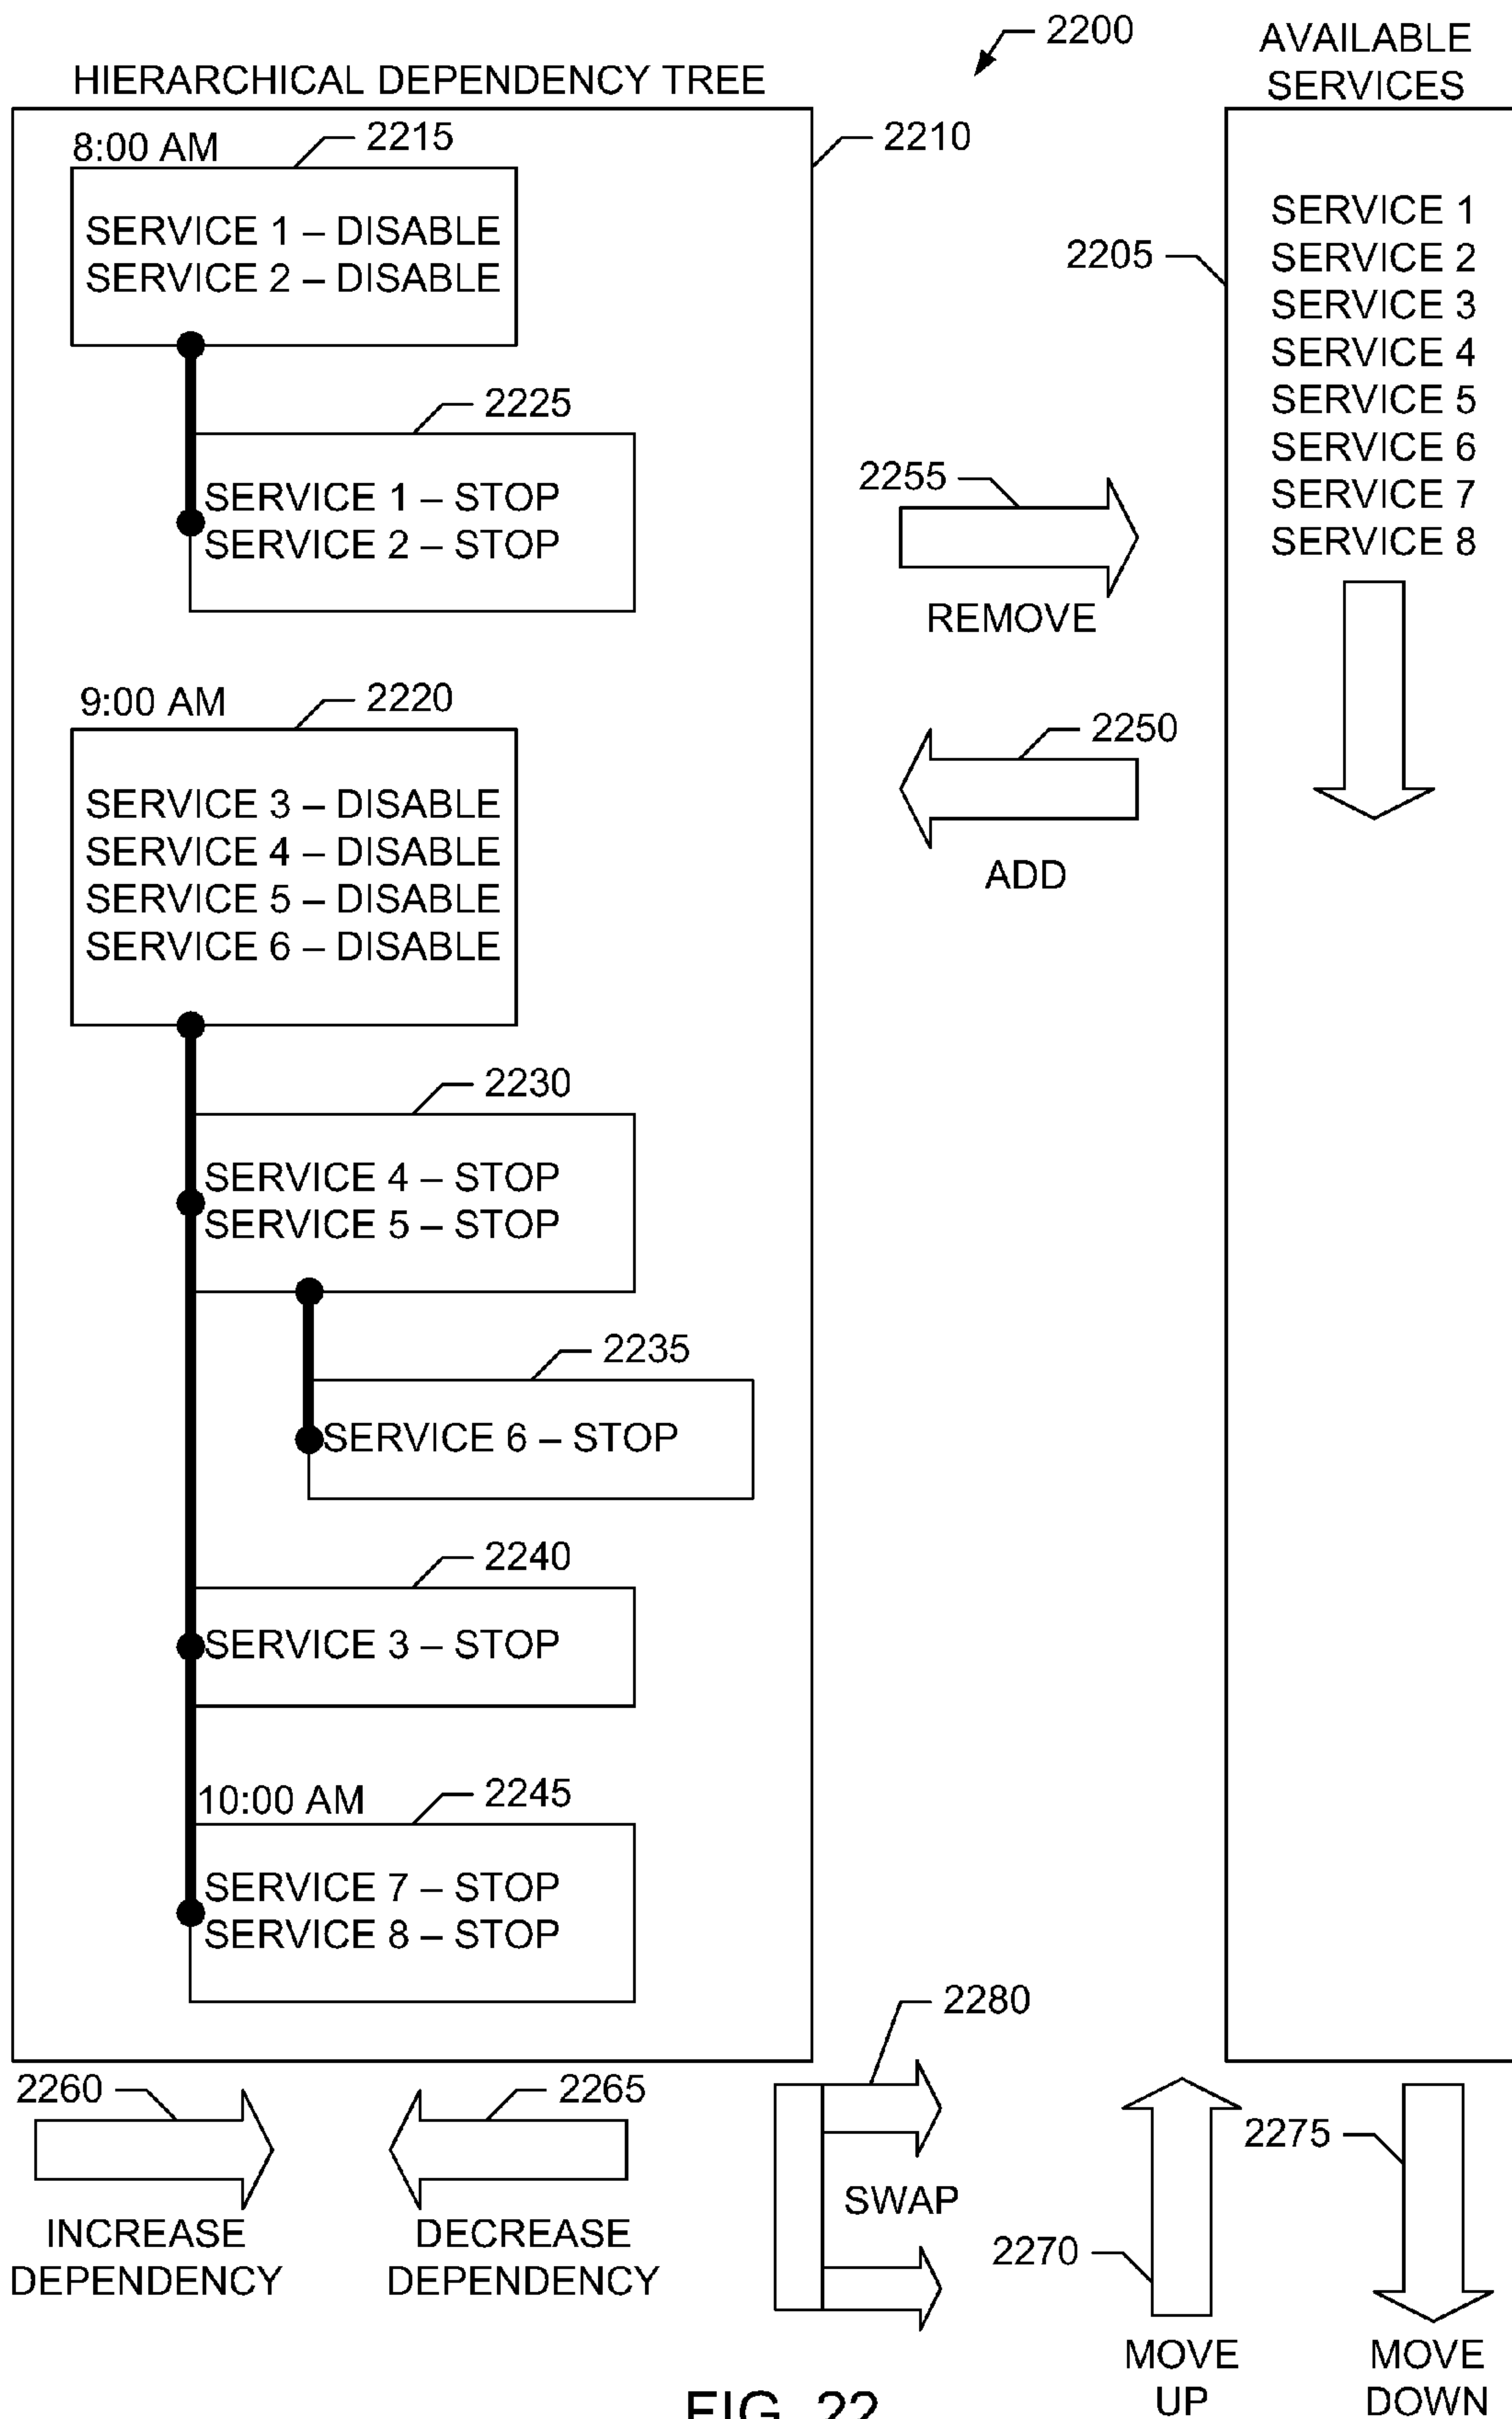 2200
AVAILABLE
SERVICES
HIERARCHICAL DEPENDENCY TREE
2210
8:00 AM
2215
SERVICE 1 – DISABLE
SERVICE 2 – DISABLE
2225
SERVICE 1 – STOP
SERVICE 2 – STOP
9:00 AM
2220
SERVICE 3 – DISABLE
SERVICE 4 – DISABLE
SERVICE 5 – DISABLE
SERVICE 6 – DISABLE
2230
SERVICE 4 – STOP
SERVICE 5 – STOP
2235
SERVICE 6 – STOP
2240
SERVICE 3 – STOP
10:00 AM
2245
SERVICE 7 – STOP
SERVICE 8 – STOP
2255
REMOVE
2250
ADD
2205
SERVICE 1
SERVICE 2
SERVICE 3
SERVICE 4
SERVICE 5
SERVICE 6
SERVICE 7
SERVICE 8
2260
INCREASE
DEPENDENCY
2265
DECREASE
DEPENDENCY
2280
SWAP
2270
MOVE
UP
2275
MOVE
DOWN
FIG. 22